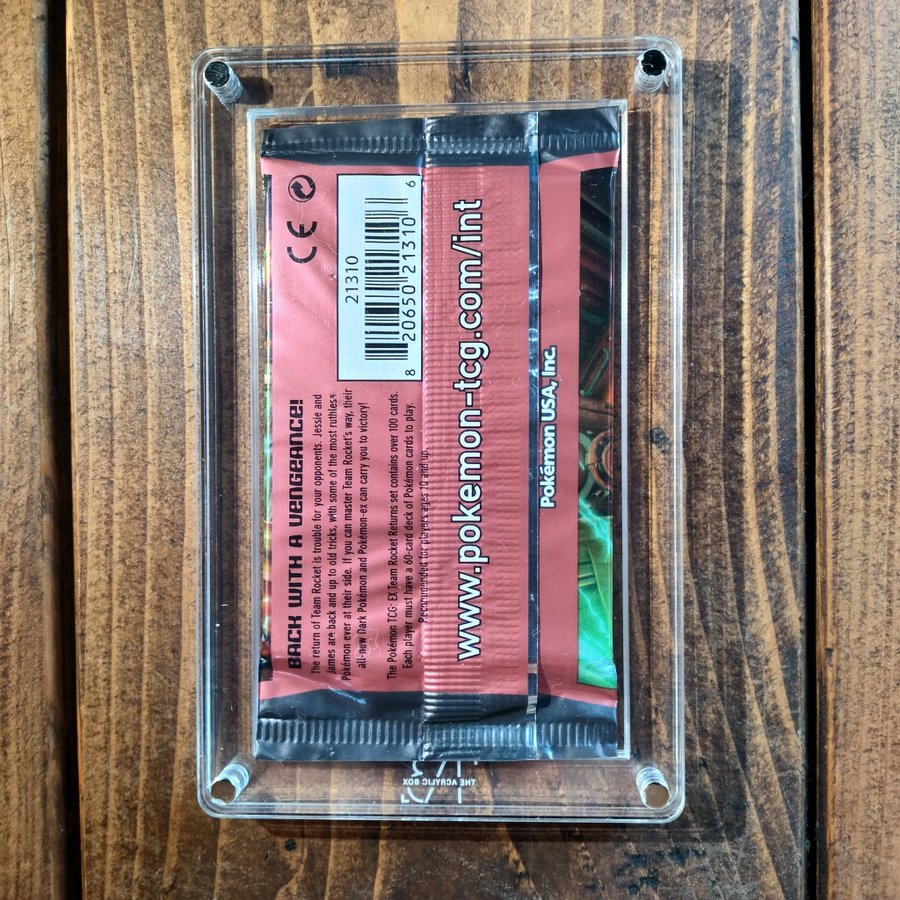 BACK WITH A VENGEANCE!
The return of Team Rocket is trouble for your opponents. Jessie and
James are back and up to old tricks, with some of the most ruthless
Pokémon ever at their side. If you can master Team Rocket's way, their
all-new Dark Pokémon and Pokémon-ex can carry you to victory!
The Pokémon TCG: EX Team Rocket Returns set contains over 100 cards.
Each player must have a 60-card deck of Pokémon cards to play.
Recommended for players ages 10 and up.
CE
21310
8 20650 21310 6
www.pokemon-tcg.com/int
Pokémon USA, Inc.
THE ACRYLIC BOX